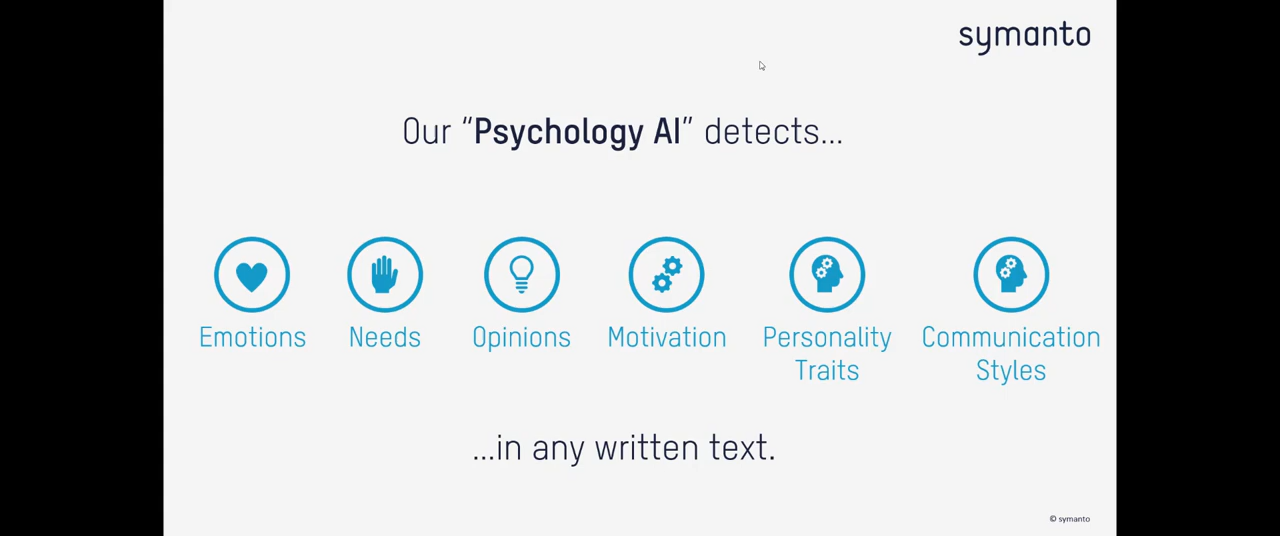 symanto
Our “Psychology AI” detects...
Emotions
Needs
Opinions
Motivation
Personality
Traits
Communication
Styles
...in any written text.
© symanto